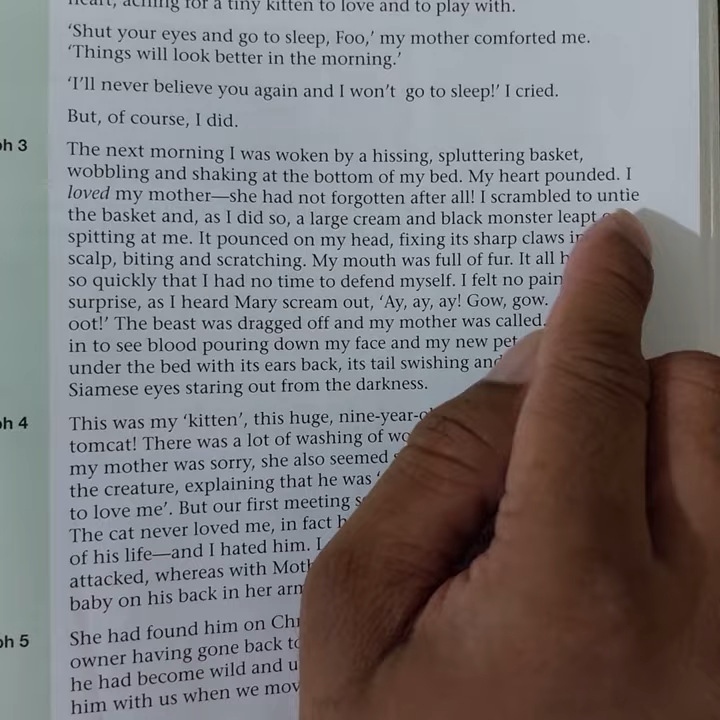 heart, aching for a tiny kitten to love and to play with.
‘Shut your eyes and go to sleep, Foo,’ my mother comforted me.
‘Things will look better in the morning.’
‘I’ll never believe you again and I won’t go to sleep!’ I cried.
But, of course, I did.
ph 3
The next morning I was woken by a hissing, spluttering basket,
wobbling and shaking at the bottom of my bed. My heart pounded. I
loved my mother—she had not forgotten after all! I scrambled to untie
the basket and, as I did so, a large cream and black monster leapt
spitting at me. It pounced on my head, fixing its sharp claws
scalp, biting and scratching. My mouth was full of fur. It all
so quickly that I had no time to defend myself. I felt no pain
surprise, as I heard Mary scream out, ‘Ay, ay, ay! Gow, gow.
oot!’ The beast was dragged off and my mother was called.
in to see blood pouring down my face and my new pet
under the bed with its ears back, its tail swishing and
Siamese eyes staring out from the darkness.
ph 4
This was my ‘kitten’, this huge, nine-year-
tomcat! There was a lot of washing of
my mother was sorry, she also seemed
the creature, explaining that he was
to love me’. But our first meeting
The cat never loved me, in fact
of his life—and I hated him. I
attacked, whereas with
baby on his back in her
ph 5
She had found him on
owner having gone back
he had become wild and
him with us when we